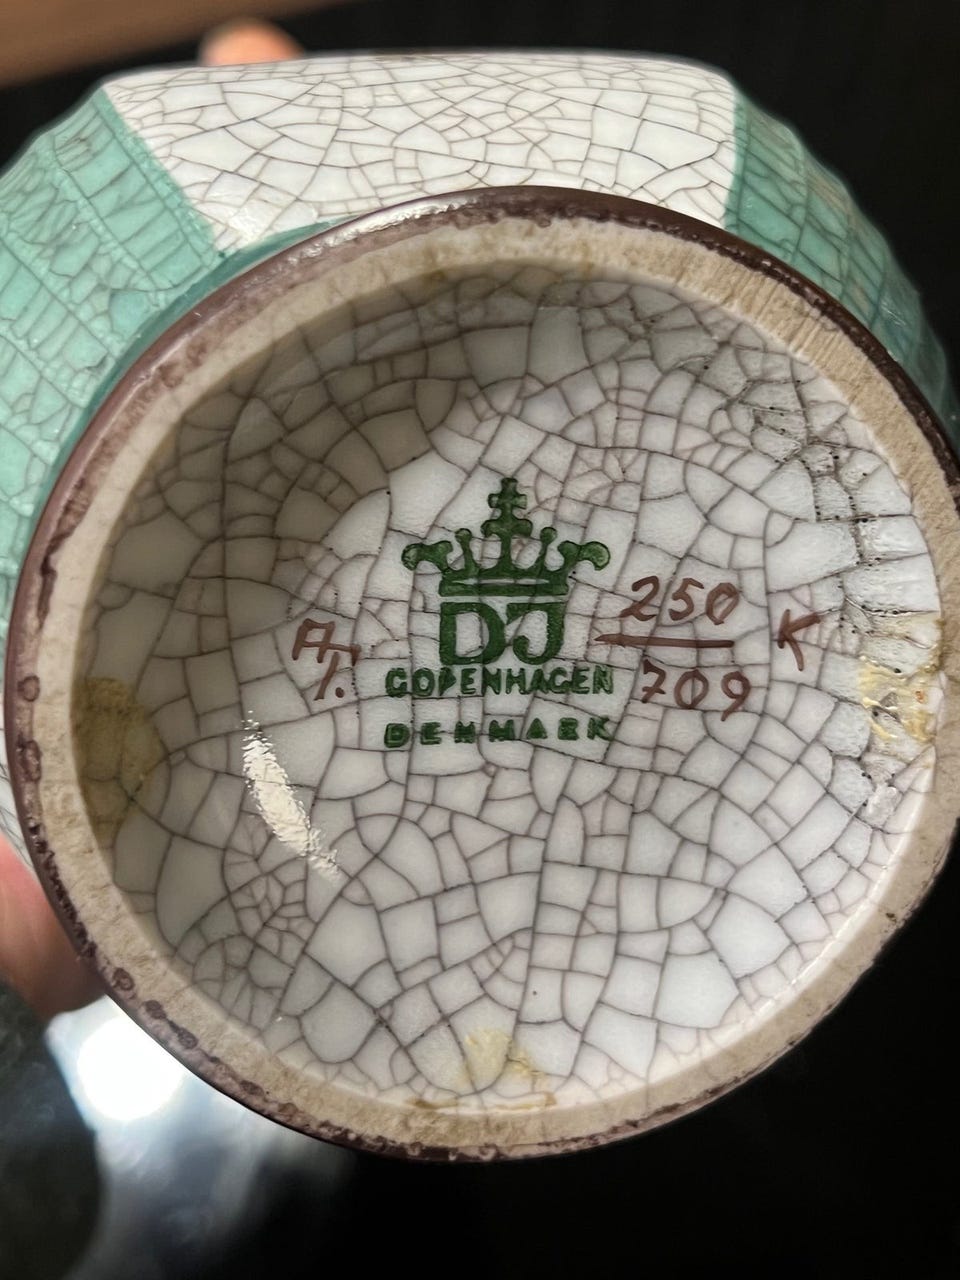 DJ
COPENHAGEN
DENMARK
A.T.
250
709
K